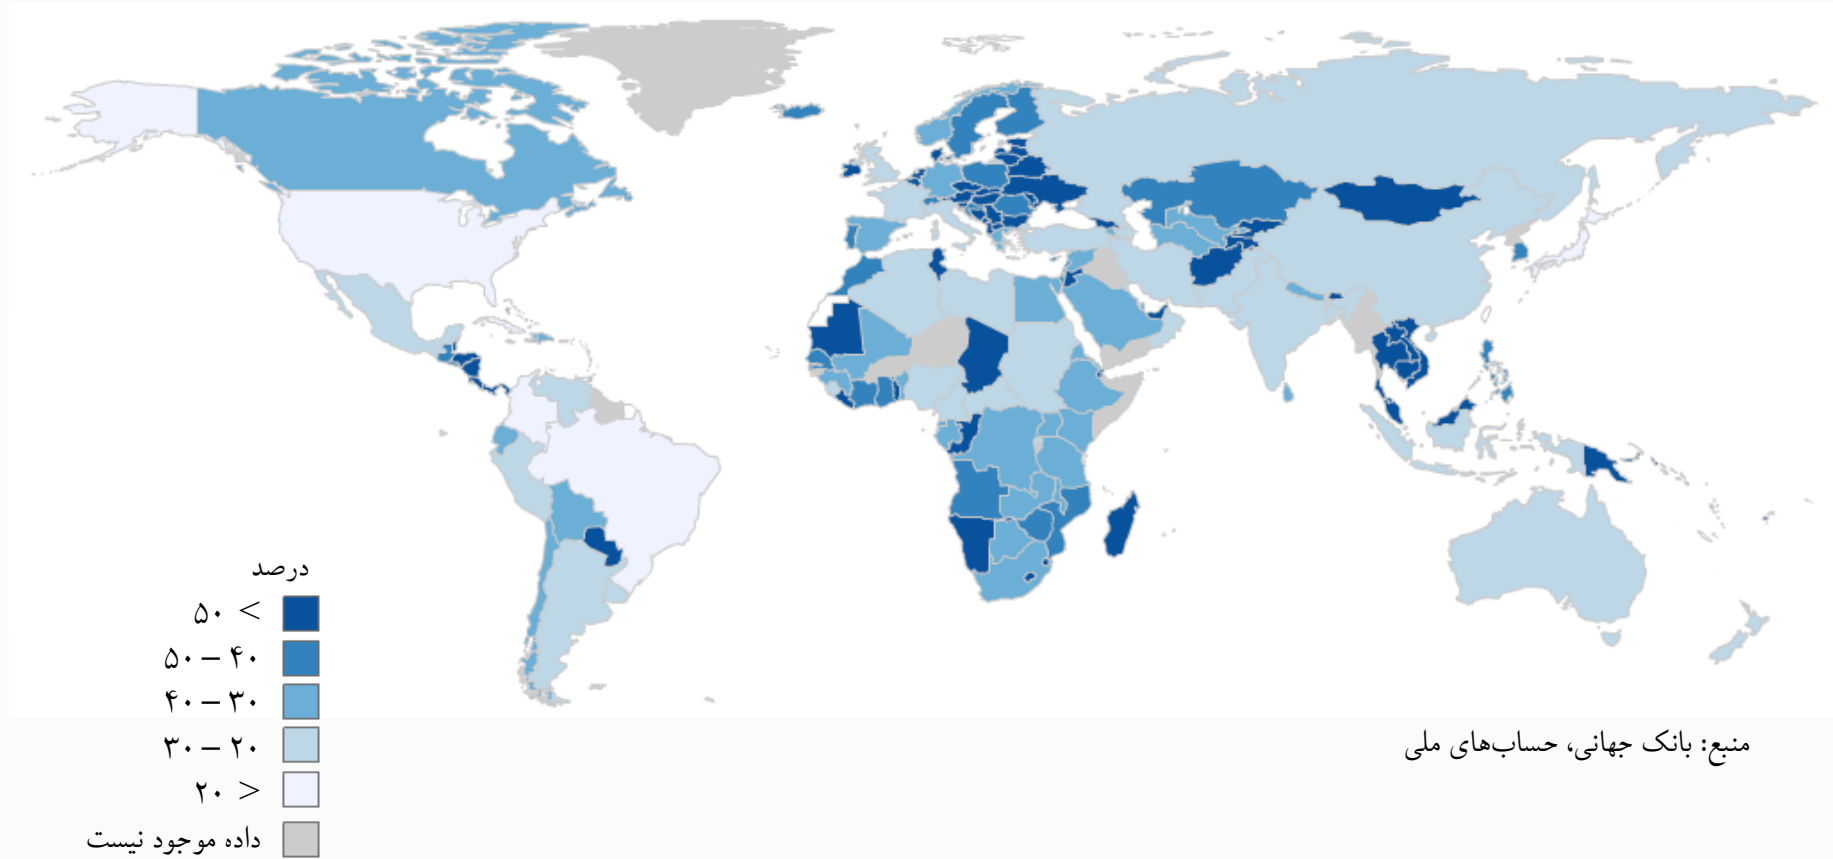 درصد
۵۰ <
۵۰ – ۴۰
۴۰ – ۳۰
۳۰ – ۲۰
۲۰ >
داده موجود نیست
منبع: بانک جهانی، حساب‌های ملی